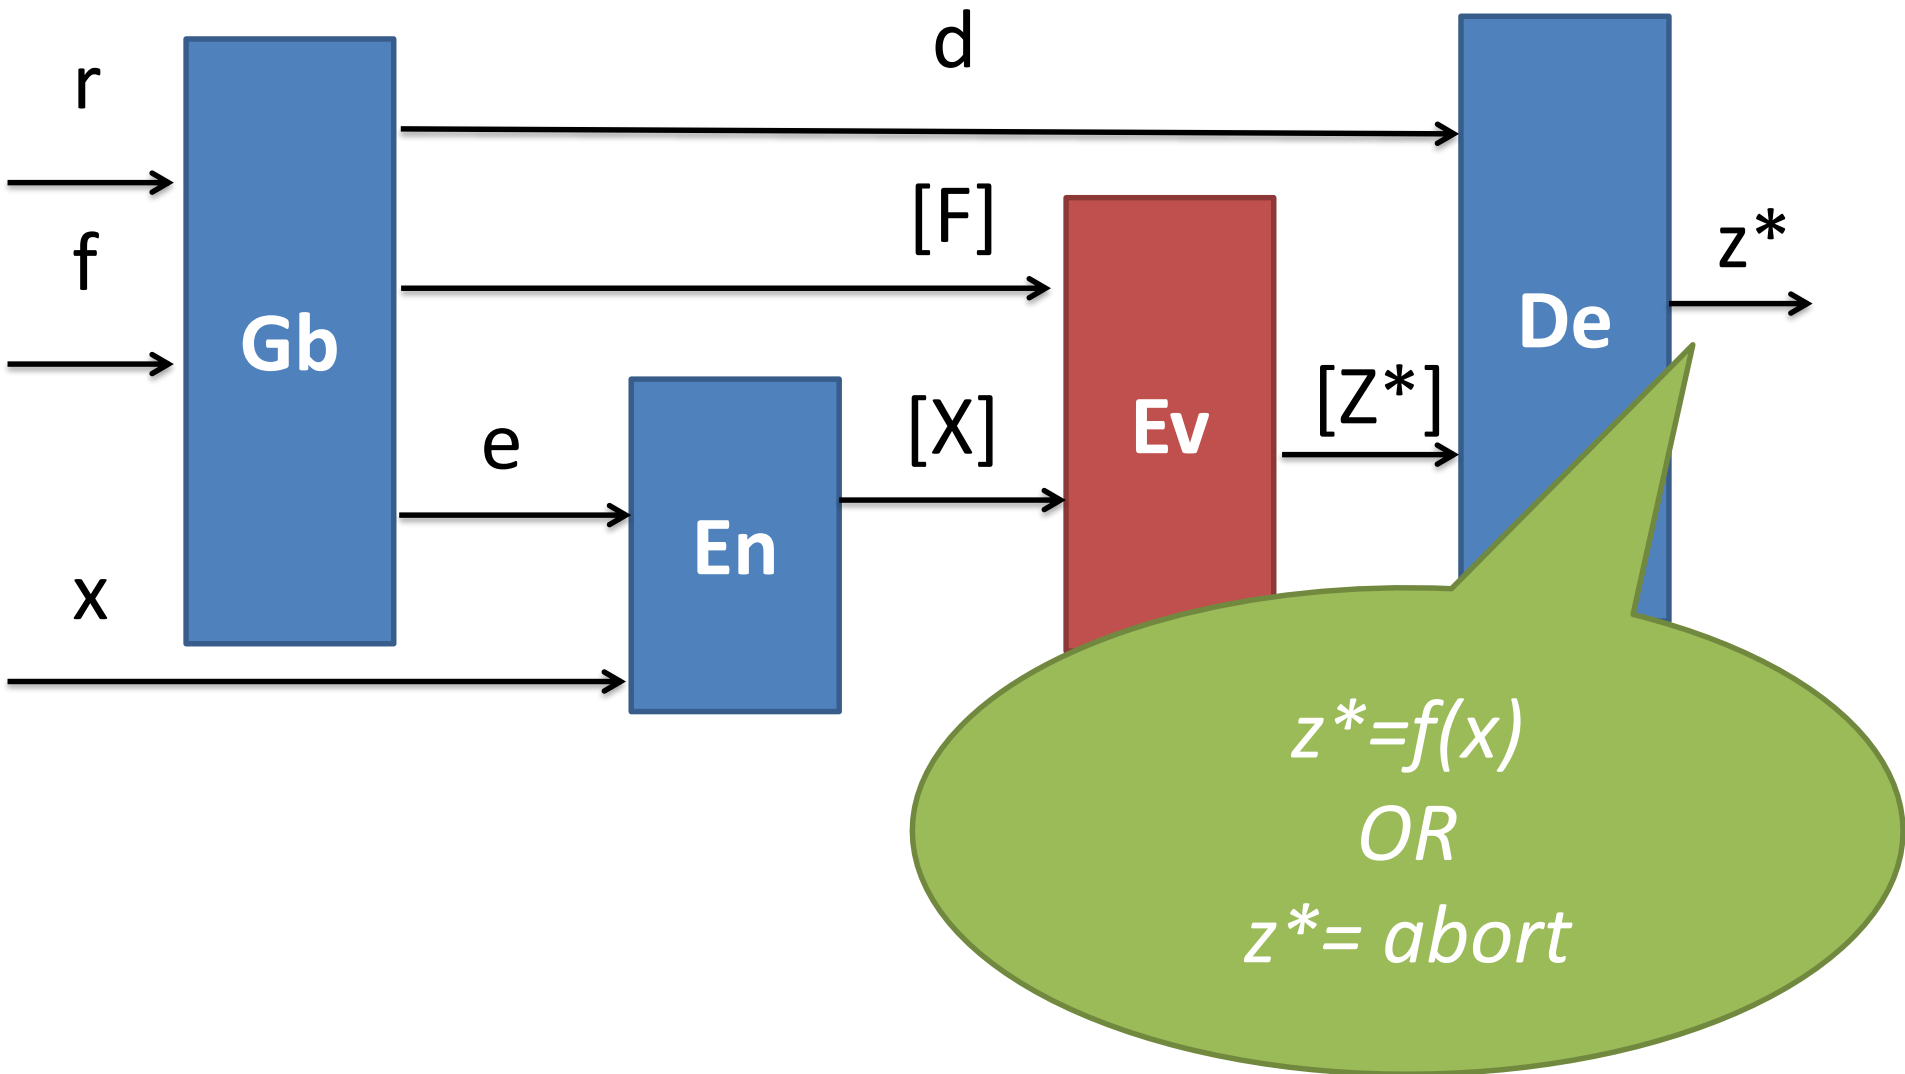 r
d
f
[F]
z*
Gb
De
e
[X]
Ev
[Z*]
En
x
z*=f(x)
OR
z*= abort